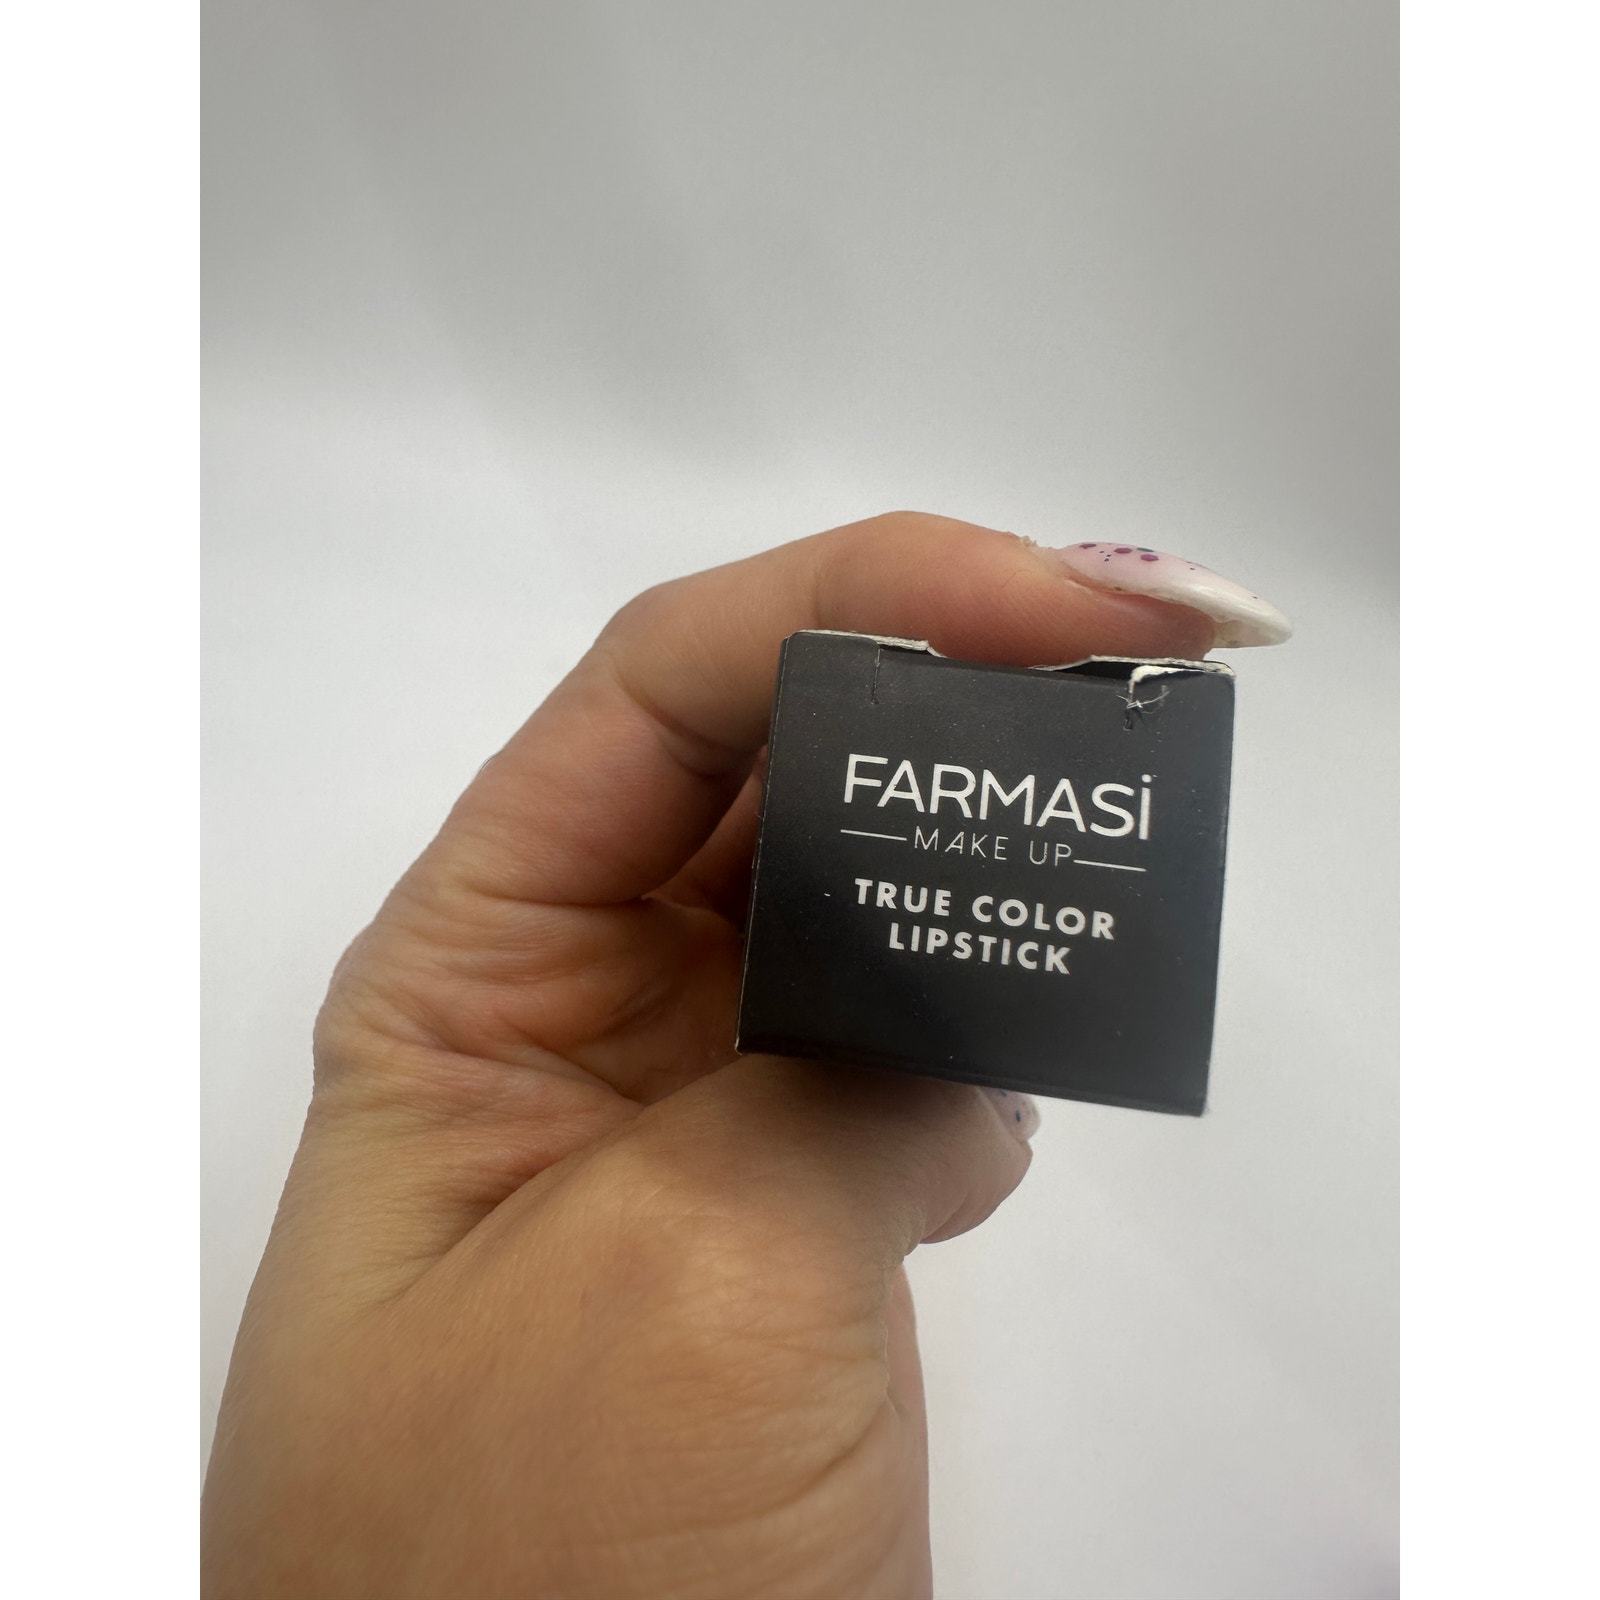 FARMASi
MAKE UP
TRUE COLOR
LIPSTICK